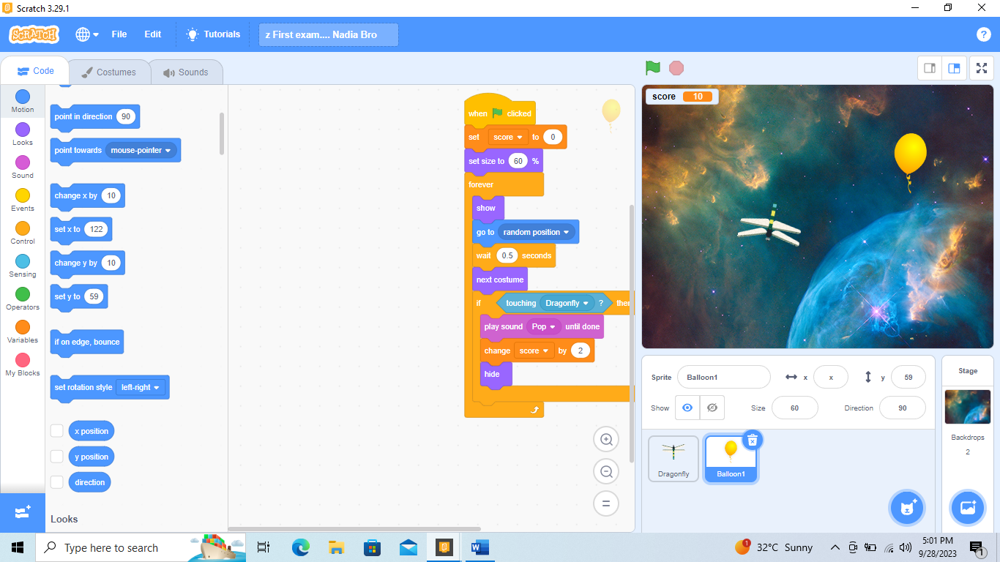 Scratch 3.29.1
SCRATCH
File
Edit
Tutorials
z First exam.... Nadia Bro
?
Code
Costumes
Sounds
Motion
Looks
Sound
Events
Control
Sensing
Operators
Variables
My Blocks
point in direction 90
point towards mouse-pointer
change x by 10
set x to 122
change y by 10
set y to 59
if on edge, bounce
set rotation style left-right
x position
y position
direction
Looks
when clicked
set score to 0
set size to 60 %
forever
show
go to random position
wait 0.5 seconds
next costume
if touching Dragonfly ? then
play sound Pop until done
change score by 2
hide
score 10
Sprite Balloon1 x x y 59
Show Size 60 Direction 90
Dragonfly
Balloon1
Stage
Backdrops
2
Type here to search
1
32°C Sunny
5:01 PM
9/28/2023
1